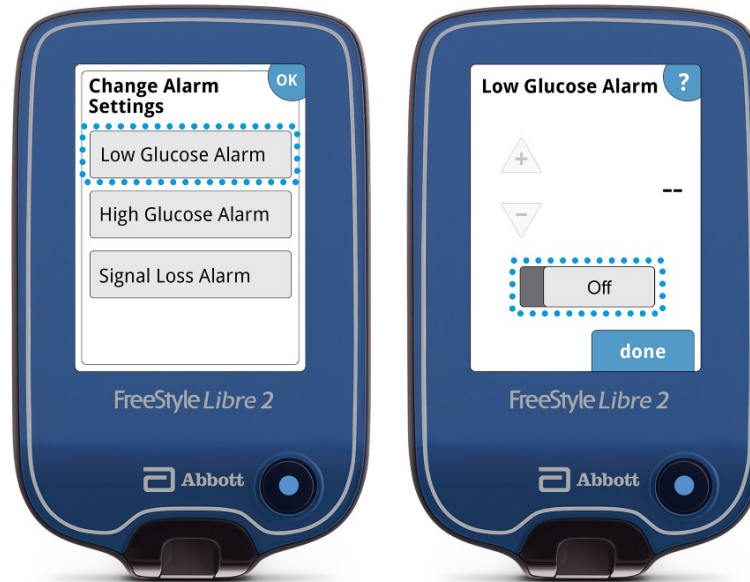 Change Alarm
Settings
OK
Low Glucose Alarm
High Glucose Alarm
Signal Loss Alarm
FreeStyle Libre 2
Abbott
Low Glucose Alarm
?
+
--
−
Off
done
FreeStyle Libre 2
Abbott